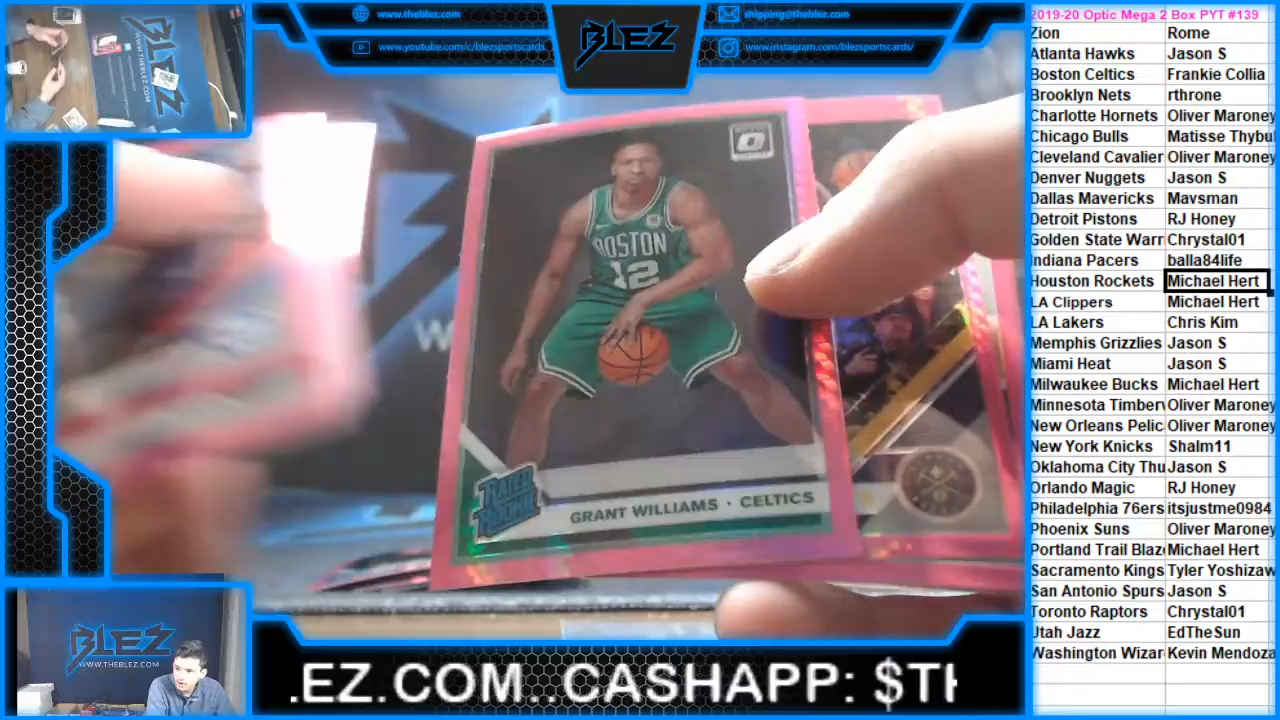 www.theblez.com
BLEZ
shipping@theblez.com
www.youtube.com/c/blezsportscards
www.instagram.com/blezsportscards/
2019-20 Optic Mega 2 Box PYT #139
Zion Rome
Atlanta Hawks Jason S
Boston Celtics Frankie Collia
Brooklyn Nets rthrone
Charlotte Hornets Oliver Maroney
Chicago Bulls Matisse Thybu
Cleveland Cavalier Oliver Maroney
Denver Nuggets Jason S
Dallas Mavericks Mavsman
Detroit Pistons RJ Honey
Golden State Warr Chrystal01
Indiana Pacers balla84life
Houston Rockets Michael Hert
LA Clippers Michael Hert
LA Lakers Chris Kim
Memphis Grizzlies Jason S
Miami Heat Jason S
Milwaukee Bucks Michael Hert
Minnesota Timberv Oliver Maroney
New Orleans Pelic Oliver Maroney
New York Knicks Shalm11
Oklahoma City Thu Jason S
Orlando Magic RJ Honey
Philadelphia 76ers itsjustme0984
Phoenix Suns Oliver Maroney
Portland Trail Blaz Michael Hert
Sacramento Kings Tyler Yoshizaw
San Antonio Spurs Jason S
Toronto Raptors Chrystal01
Utah Jazz EdTheSun
Washington Wizar Kevin Mendoza
BLEZ
WWW.THEBLEZ.COM
OPTIC
BOSTON
12
RATED ROOKIE
GRANT WILLIAMS · CELTICS
BLEZ
WWW.THEBLEZ.COM
.EZ.COM..CASHAPP: $TH